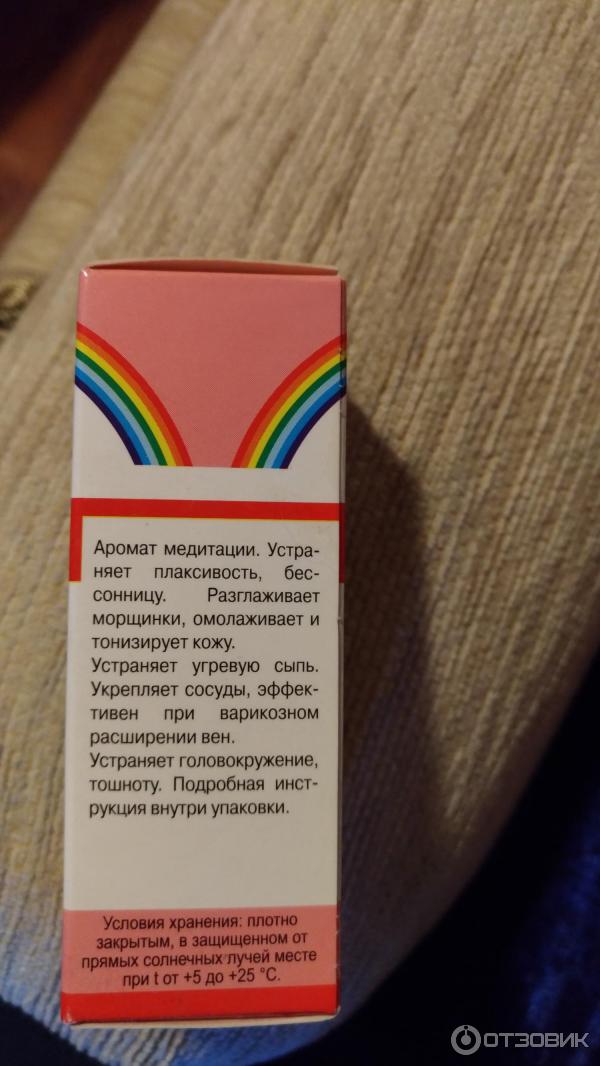 Аромат медитации. Устра-
няет плаксивость, бес-
сонницу. Разглаживает
морщинки, омолаживает и
тонизирует кожу.
Устраняет угревую сыпь.
Укрепляет сосуды, эффек-
тивен при варикозном
расширении вен.
Устраняет головокружение,
тошноту. Подробная инст-
рукция внутри упаковки.
Условия хранения: плотно
закрытым, в защищенном от
прямых солнечных лучей месте
при t от +5 до +25 °C.
ОТЗОВИК